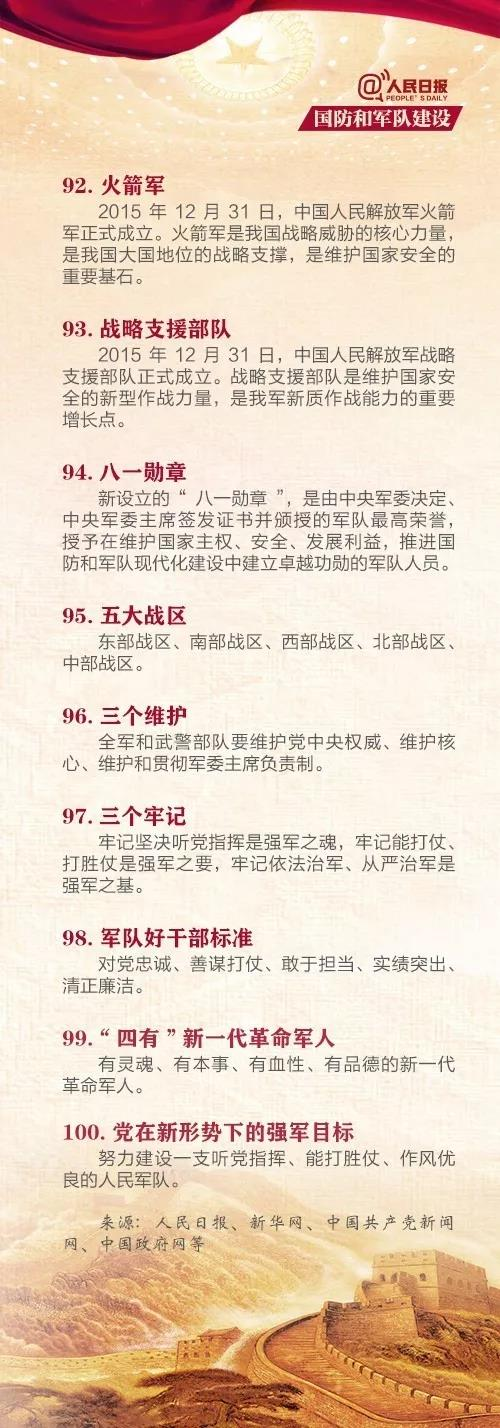 @人民日报
PEOPLE'S DAILY
国防和军队建设
92. 火箭军
2015 年 12 月 31 日，中国人民解放军火箭
军正式成立。火箭军是我国战略威胁的核心力量，
是我国大国地位的战略支撑，是维护国家安全的
重要基石。
93. 战略支援部队
2015 年 12 月 31 日，中国人民解放军战略
支援部队正式成立。战略支援部队是维护国家安
全的新型作战力量，是我军新质作战能力的重要
增长点。
94. 八一勋章
新设立的“ 八一勋章 ”，是由中央军委决定、
中央军委主席签发证书并颁授的军队最高荣誉，
授予在维护国家主权、安全、发展利益，推进国
防和军队现代化建设中建立卓越功勋的军队人员。
95. 五大战区
东部战区、南部战区、西部战区、北部战区、
中部战区。
96. 三个维护
全军和武警部队要维护党中央权威、维护核
心、维护和贯彻军委主席负责制。
97. 三个牢记
牢记坚决听党指挥是强军之魂，牢记能打仗、
打胜仗是强军之要，牢记依法治军、从严治军是
强军之基。
98. 军队好干部标准
对党忠诚、善谋打仗、敢于担当、实绩突出、
清正廉洁。
99. “ 四有 ” 新一代革命军人
有灵魂、有本事、有血性、有品德的新一代
革命军人。
100. 党在新形势下的强军目标
努力建设一支听党指挥、能打胜仗、作风优
良的人民军队。
来源：人民日报、新华网、中国共产党新闻
网、中国政府网等